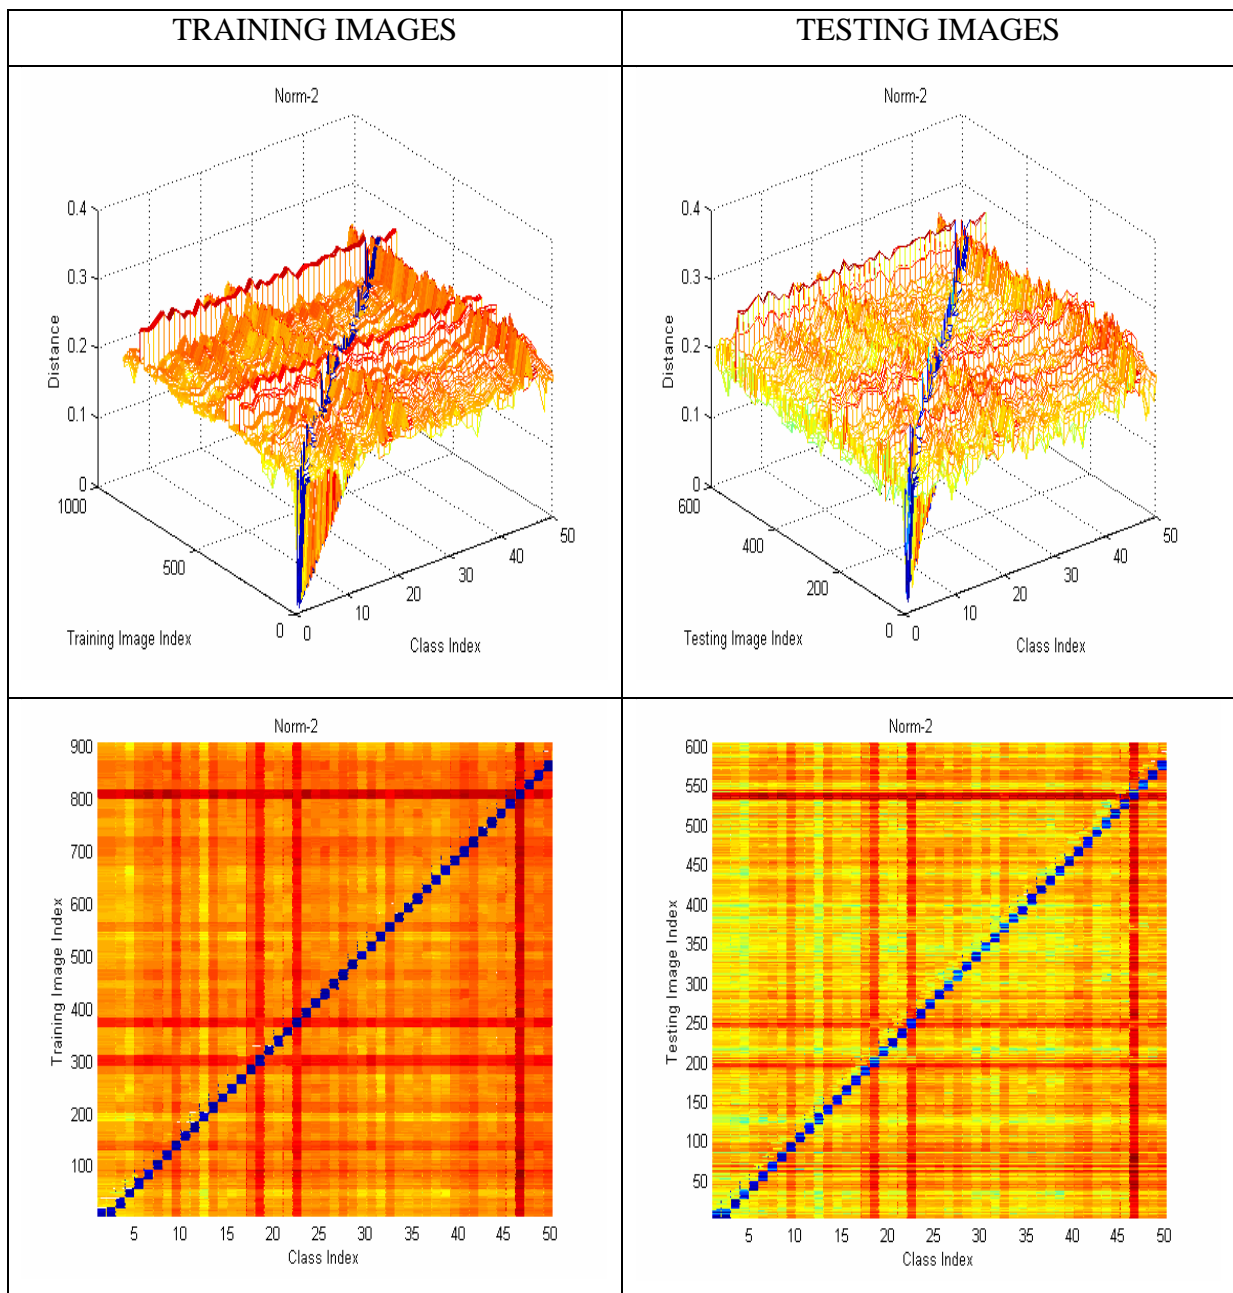 TRAINING IMAGES
TESTING IMAGES
Norm-2
0.4
0.3
0.2
0.1
0
Distance
1000
500
0
Training Image Index
0
10
20
30
40
50
Class Index
Norm-2
0.4
0.3
0.2
0.1
0
Distance
600
400
200
0
Testing Image Index
0
10
20
30
40
50
Class Index
Norm-2
900
800
700
600
500
400
300
200
100
Training Image Index
5 10 15 20 25 30 35 40 45 50
Class Index
Norm-2
600
550
500
450
400
350
300
250
200
150
100
50
Testing Image Index
5 10 15 20 25 30 35 40 45 50
Class Index